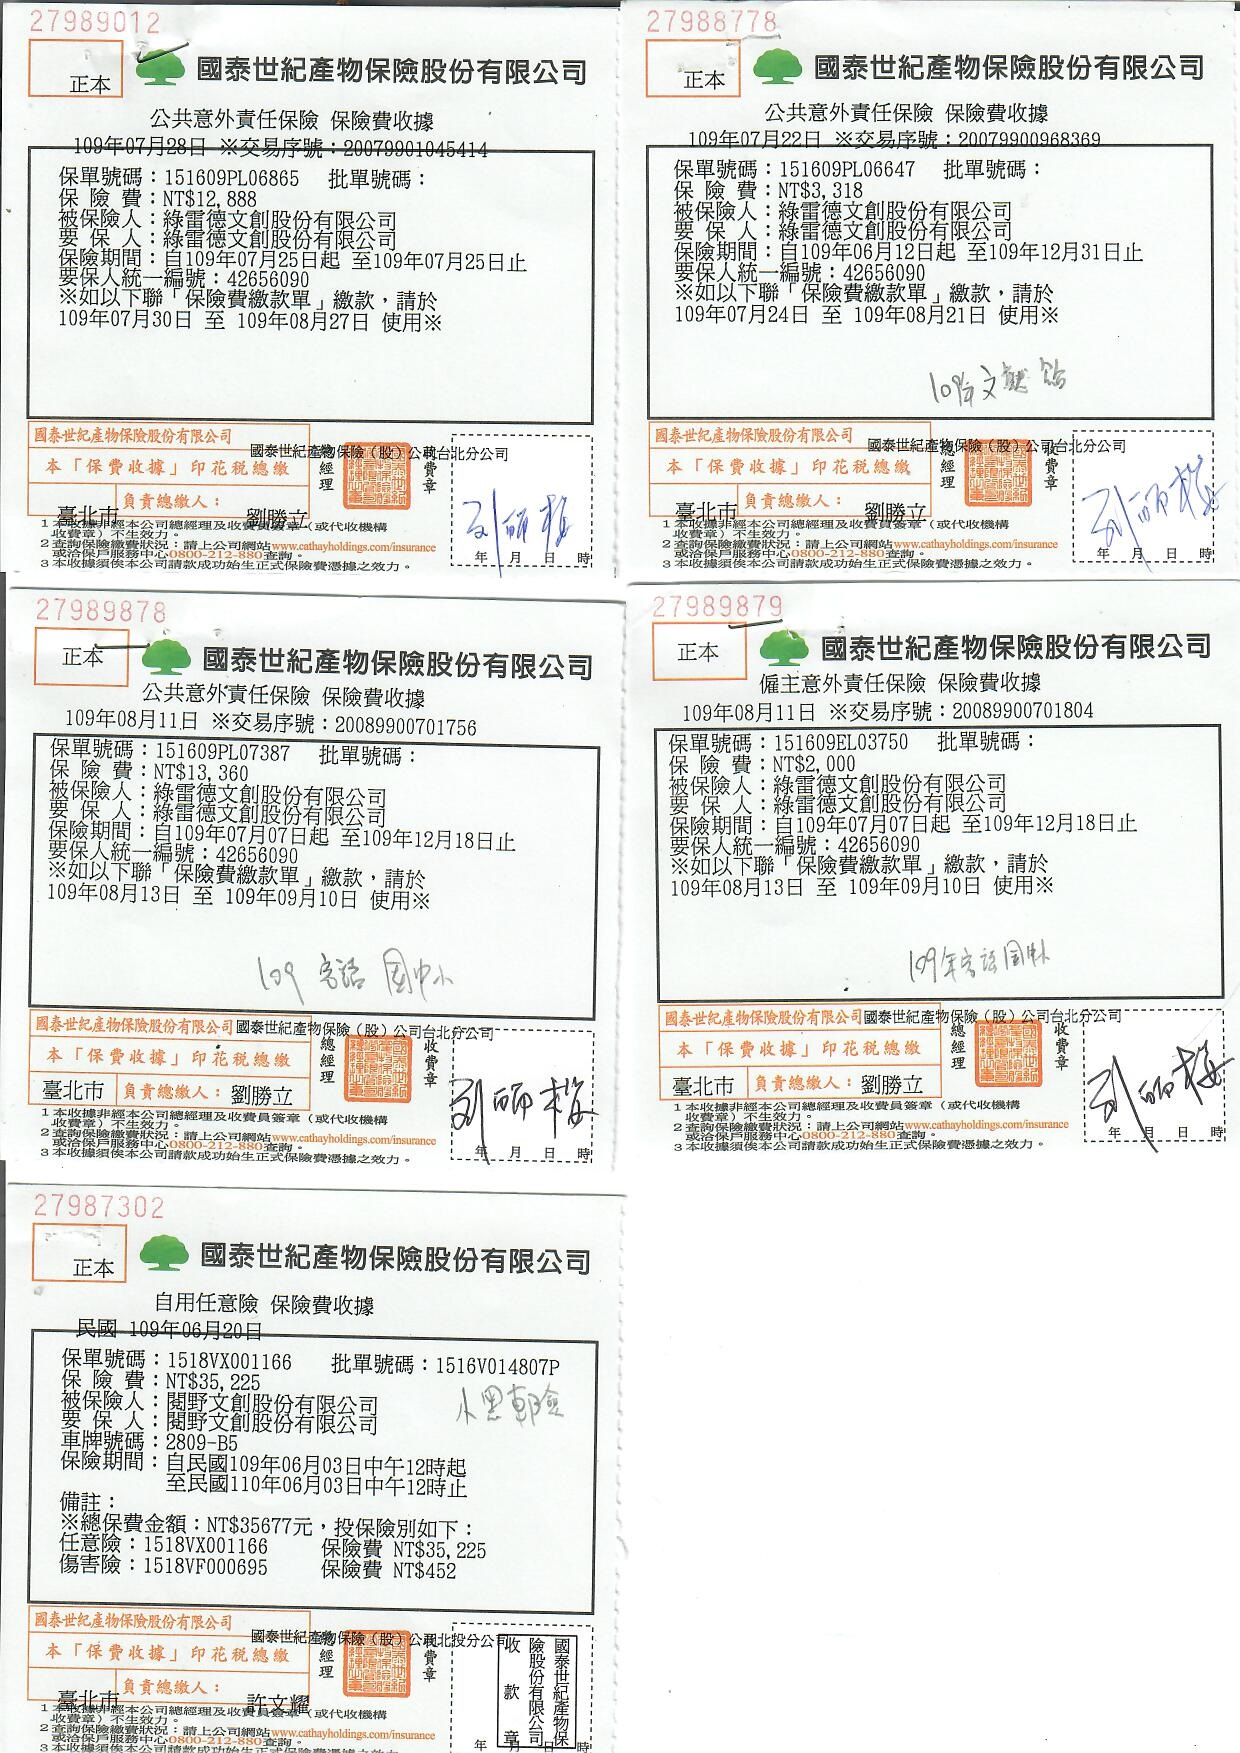 27989012
正本
國泰世紀產物保險股份有限公司
公共意外責任保險 保險費收據
109年07月28日 ※交易序號：20079901045414
保單號碼：151609PL06865 批單號碼：
保 險 費：NT$12,888
被保險人：綠雷德文創股份有限公司
要 保 人：綠雷德文創股份有限公司
保險期間：自109年07月25日起 至109年07月25日止
要保人統一編號：42656090
※如以下聯「保險費繳款單」繳款，請於
109年07月30日 至 109年08月27日 使用※
國泰世紀產物保險股份有限公司
國泰世紀產物保險（股）公司台北分公司
本「保費收據」印花税總繳
總經理
收費章
負責總繳人：
臺北市 劉勝立
1 本收據非經本公司總經理及收費員簽章（或代收機構
收費章）不生效力。
2 查詢保險繳費狀況：請上公司網站www.cathayholdings.com/insurance
或洽保戶服務中心0800-212-880查詢。
3 本收據須俟本公司請款成功始生正式保險費憑據之效力。
年 月 日 時
27988778
正本
國泰世紀產物保險股份有限公司
公共意外責任保險 保險費收據
109年07月22日 ※交易序號：20079900968369
保單號碼：151609PL06647 批單號碼：
保 險 費：NT$3,318
被保險人：綠雷德文創股份有限公司
要 保 人：綠雷德文創股份有限公司
保險期間：自109年06月12日起 至109年12月31日止
要保人統一編號：42656090
※如以下聯「保險費繳款單」繳款，請於
109年07月24日 至 109年08月21日 使用※
109年文
國泰世紀產物保險股份有限公司
國泰世紀產物保險（股）公司台北分公司
本「保費收據」印花税總繳
總經理
收費章
負責總繳人：
臺北市 劉勝立
1 本收據非經本公司總經理及收費員簽章（或代收機構
收費章）不生效力。
2 查詢保險繳費狀況：請上公司網站www.cathayholdings.com/insurance
或洽保戶服務中心0800-212-880查詢。
3 本收據須俟本公司請款成功始生正式保險費憑據之效力。
年 月 日 時
27989878
正本
國泰世紀產物保險股份有限公司
公共意外責任保險 保險費收據
109年08月11日 ※交易序號：20089900701756
保單號碼：151609PL07387 批單號碼：
保 險 費：NT$13,360
被保險人：綠雷德文創股份有限公司
要 保 人：綠雷德文創股份有限公司
保險期間：自109年07月07日起 至109年12月18日止
要保人統一編號：42656090
※如以下聯「保險費繳款單」繳款，請於
109年08月13日 至 109年09月10日 使用※
109 客語 國中小
國泰世紀產物保險股份有限公司 國泰世紀產物保險（股）公司台北分公司
本「保費收據」印花税總繳
總經理
收費章
臺北市 負責總繳人：劉勝立
1 本收據非經本公司總經理及收費員簽章（或代收機構
收費章）不生效力。
2 查詢保險繳費狀況：請上公司網站www.cathayholdings.com/insurance
或洽保戶服務中心0800-212-880查詢。
3 本收據須俟本公司請款成功始生正式保險費憑據之效力。
年 月 日 時
27989879
正本
國泰世紀產物保險股份有限公司
僱主意外責任保險 保險費收據
109年08月11日 ※交易序號：20089900701804
保單號碼：151609EL03750 批單號碼：
保 險 費：NT$2,000
被保險人：綠雷德文創股份有限公司
要 保 人：綠雷德文創股份有限公司
保險期間：自109年07月07日起 至109年12月18日止
要保人統一編號：42656090
※如以下聯「保險費繳款單」繳款，請於
109年08月13日 至 109年09月10日 使用※
109年客語國中小
國泰世紀產物保險股份有限公司 國泰世紀產物保險（股）公司台北分公司
本「保費收據」印花税總繳
總經理
收費章
臺北市 負責總繳人：劉勝立
1 本收據非經本公司總經理及收費員簽章（或代收機構
收費章）不生效力。
2 查詢保險繳費狀況：請上公司網站www.cathayholdings.com/insurance
或洽保戶服務中心0800-212-880查詢。
3 本收據須俟本公司請款成功始生正式保險費憑據之效力。
年 月 日 時
27987302
正本
國泰世紀產物保險股份有限公司
自用任意險 保險費收據
民國 109年06月20日
保單號碼：1518VX001166 批單號碼：1516V014807P
保 險 費：NT$35,225
被保險人：閱野文創股份有限公司
要 保 人：閱野文創股份有限公司
車牌號碼：2809-B5
小黑車險
保險期間：自民國109年06月03日中午12時起
至民國110年06月03日中午12時止
備註：
※總保費金額：NT$35677元，投保險別如下：
任意險：1518VX001166 保險費 NT$35,225
傷害險：1518VF000695 保險費 NT$452
國泰世紀產物保險股份有限公司
國泰世紀產物保險（股）公司北投分公司
本「保費收據」印花税總繳
總經理
收費章
負責總繳人：
臺北市 許文耀
國泰世紀產物保
險股份有限公司
收款章
1 本收據非經本公司總經理及收費員簽章（或代收機構
收費章）不生效力。
2 查詢保險繳費狀況：請上公司網站www.cathayholdings.com/insurance
或洽保戶服務中心0800-212-880查詢。
3 本收據須俟本公司請款成功始生正式保險費憑據之效力。
年 月 日 時